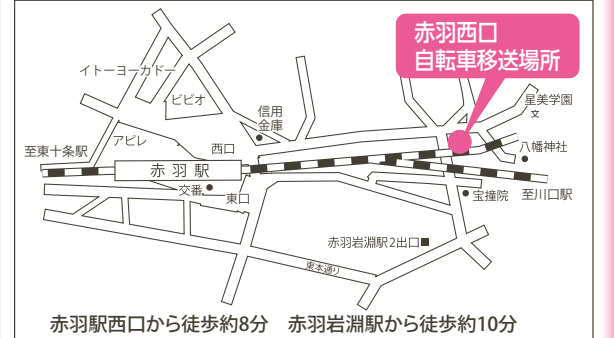 赤羽西口
自転車移送場所
イトーヨーカドー
ビビオ
信用
金庫
星美学園
文
アピレ
西口
八幡神社
至東十条駅
赤羽駅
交番
東口
宝撞院
至川口駅
赤羽岩淵駅2出口
東本通り
赤羽駅西口から徒歩約8分 赤羽岩淵駅から徒歩約10分